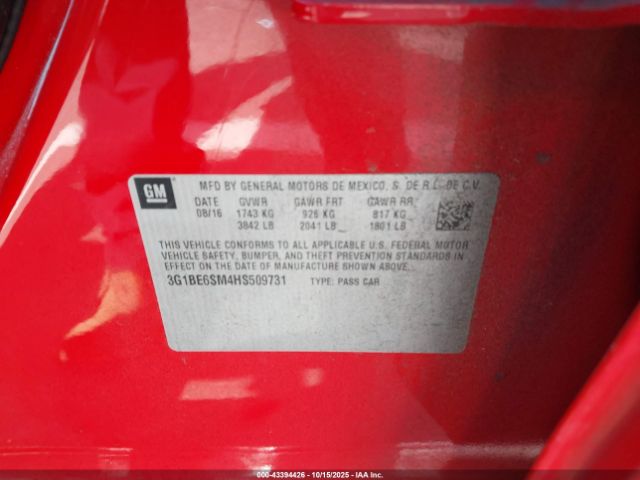 GM
MFD BY GENERAL MOTORS DE MEXICO, S. DE R.L. DE C.V.
DATE GVWR GAWR FRT GAWR RR
08/16 1743 KG 926 KG 817 KG
3842 LB 2041 LB 1801 LB
THIS VEHICLE CONFORMS TO ALL APPLICABLE U.S. FEDERAL MOTOR
VEHICLE SAFETY, BUMPER, AND THEFT PREVENTION STANDARDS
IN EFFECT ON THE DATE OF MANUFACTURE SHOWN ABOVE.
3G1BE6SM4HS509731 TYPE: PASS CAR
000-43394426 - 10/15/2025 - IAA Inc.